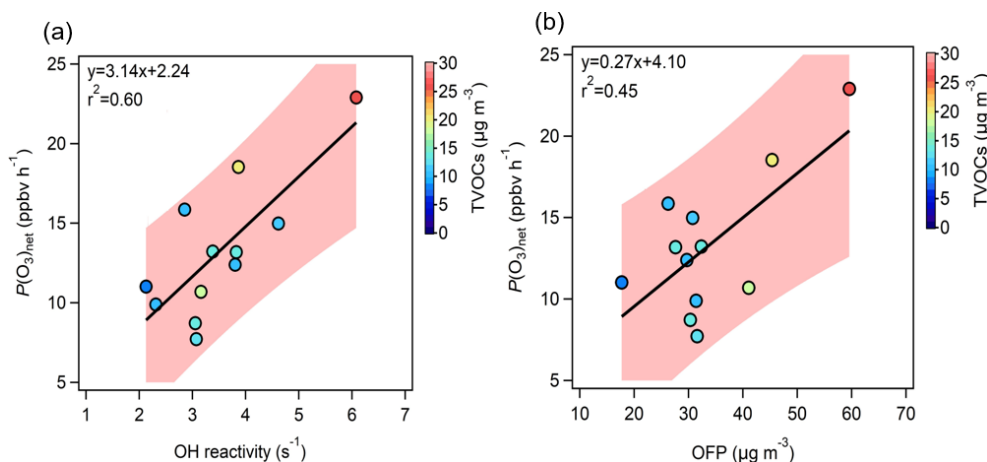 (a)
y=3.14x+2.24
r²=0.60
P(O₃)net (ppbv h⁻¹)
25
20
15
10
5
1 2 3 4 5 6 7
OH reactivity (s⁻¹)
30
25
20
15
10
5
0
TVOCs (µg m⁻³)
(b)
y=0.27x+4.10
r²=0.45
P(O₃)net (ppbv h⁻¹)
25
20
15
10
5
10 20 30 40 50 60 70
OFP (µg m⁻³)
30
25
20
15
10
5
0
TVOCs (µg m⁻³)